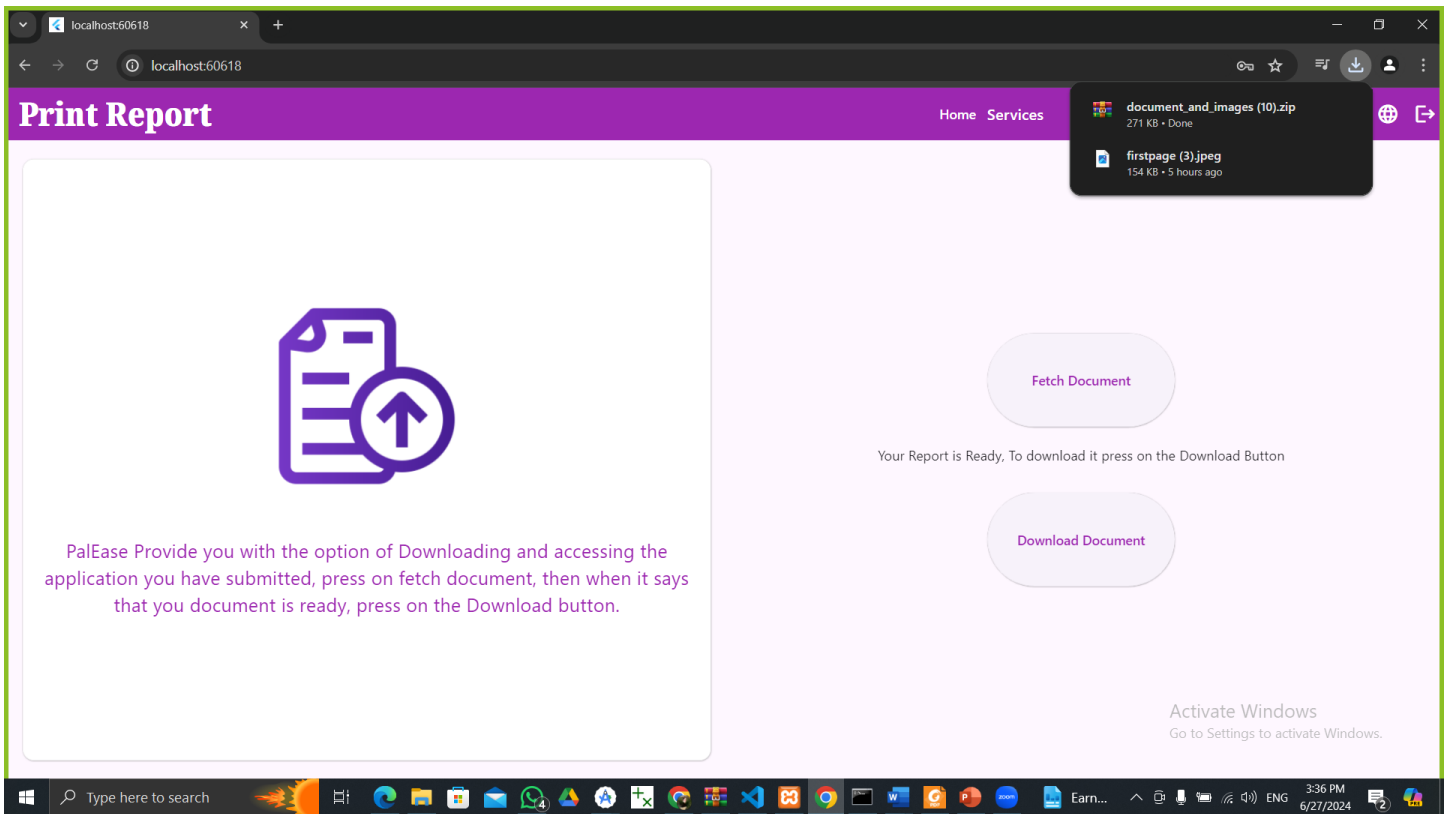 localhost:60618
localhost:60618
Print Report
Home Services
document_and_images (10).zip
271 KB • Done
firstpage (3).jpeg
154 KB • 5 hours ago
PalEase Provide you with the option of Downloading and accessing the
application you have submitted, press on fetch document, then when it says
that you document is ready, press on the Download button.
Fetch Document
Your Report is Ready, To download it press on the Download Button
Download Document
Activate Windows
Go to Settings to activate Windows.
Type here to search
4
W
P
zoom
Earn...
ENG
3:36 PM
6/27/2024
2